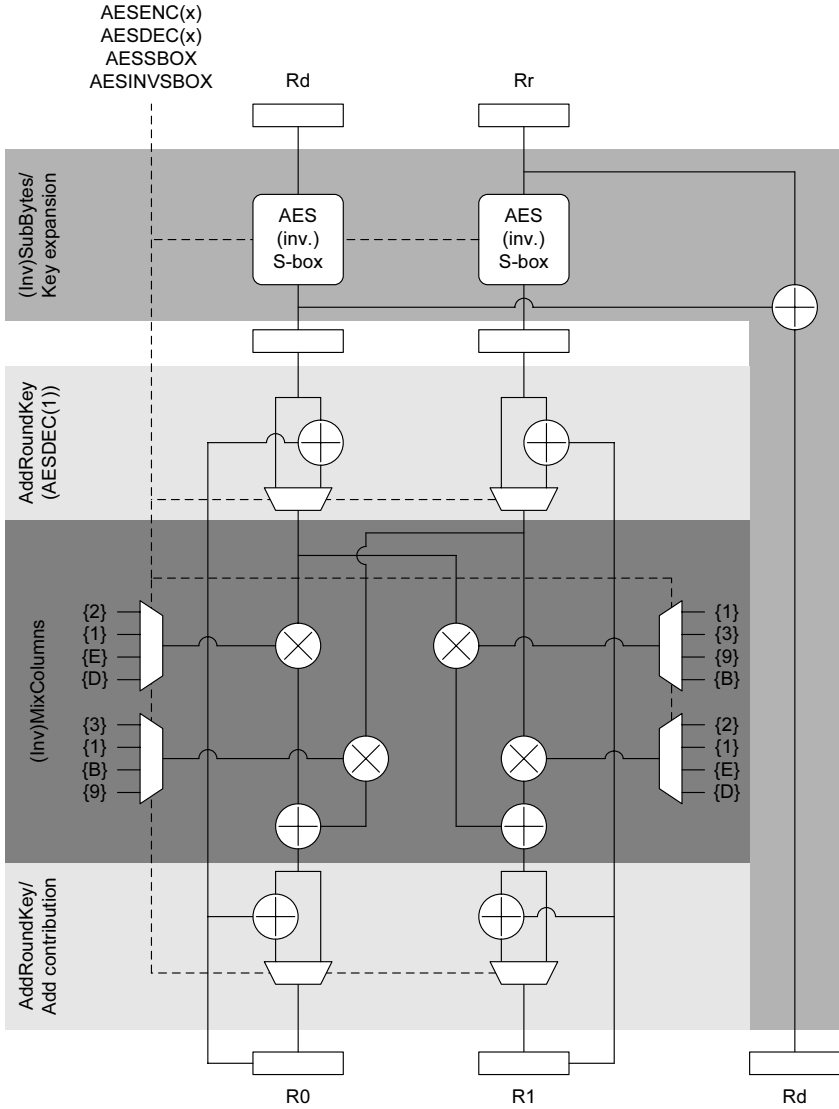 AESENC(x)
AESDEC(x)
AESSBOX
AESINVSBOX
Rd
Rr
(Inv)SubBytes/
Key expansion
AES
(inv.)
S-box
AES
(inv.)
S-box
AddRoundKey
(AESDEC(1))
(Inv)MixColumns
{2}
{1}
{E}
{D}
{1}
{3}
{9}
{B}
{3}
{1}
{B}
{9}
{2}
{1}
{E}
{D}
AddRoundKey/
Add contribution
R0
R1
Rd